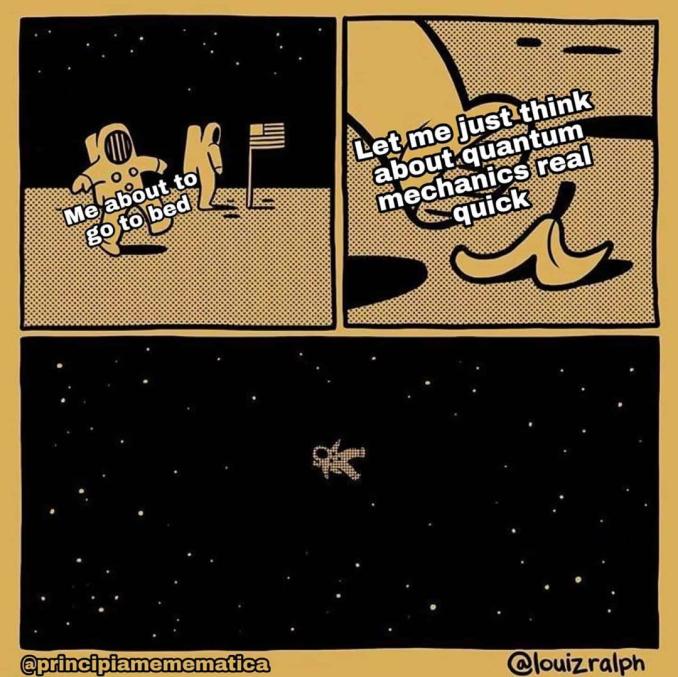 Me about to
go to bed
Let me just think
about quantum
mechanics real
quick
@principiamemematica
@louizralph